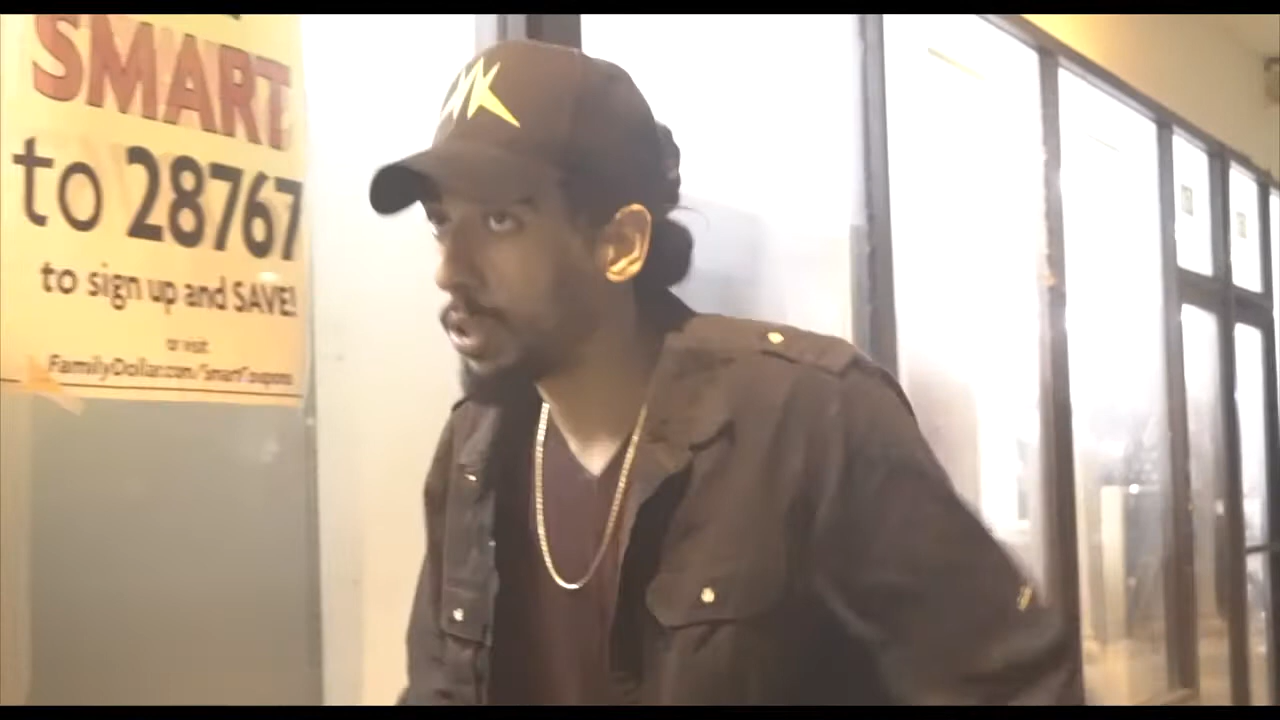 SMART
to 28767
to sign up and SAVE!
or visit
FamilyDollar.com/SmartCoupons
K